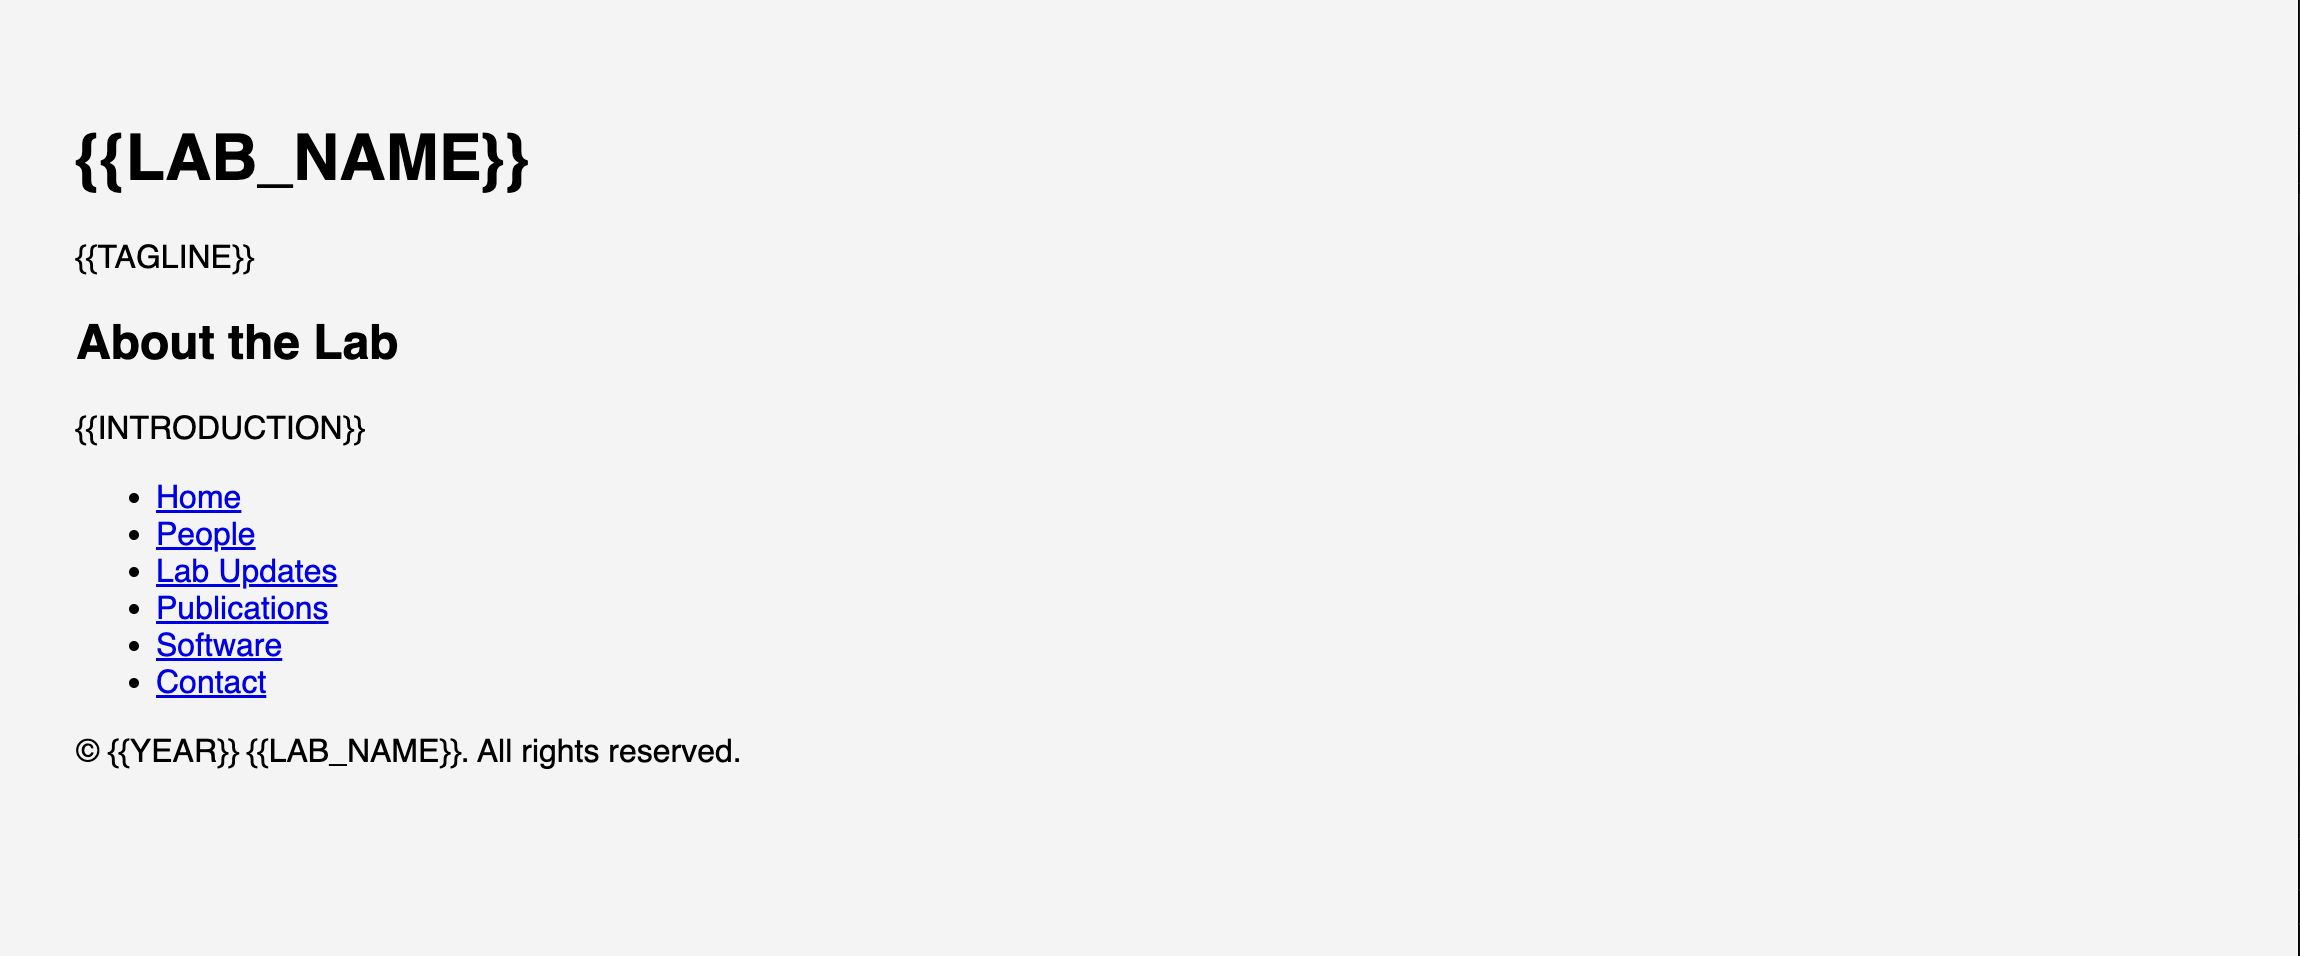 {{LAB_NAME}}
{{TAGLINE}}
About the Lab
{{INTRODUCTION}}
• Home
• People
• Lab Updates
• Publications
• Software
• Contact
© {{YEAR}} {{LAB_NAME}}. All rights reserved.